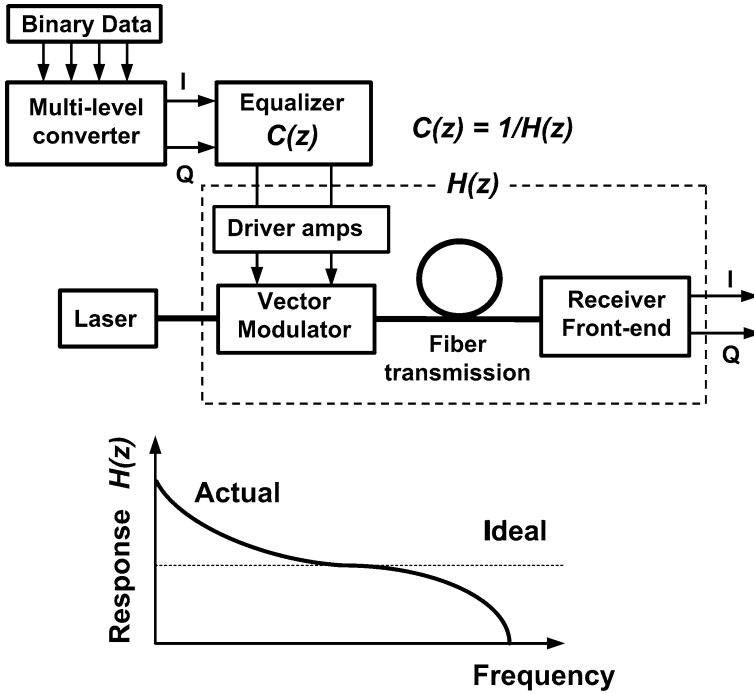 Binary Data
Multi-level
converter
I
Q
Equalizer
C(z)
C(z) = 1/H(z)
H(z)
Driver amps
Laser
Vector
Modulator
Fiber
transmission
Receiver
Front-end
I
Q
Response H(z)
Actual
Ideal
Frequency